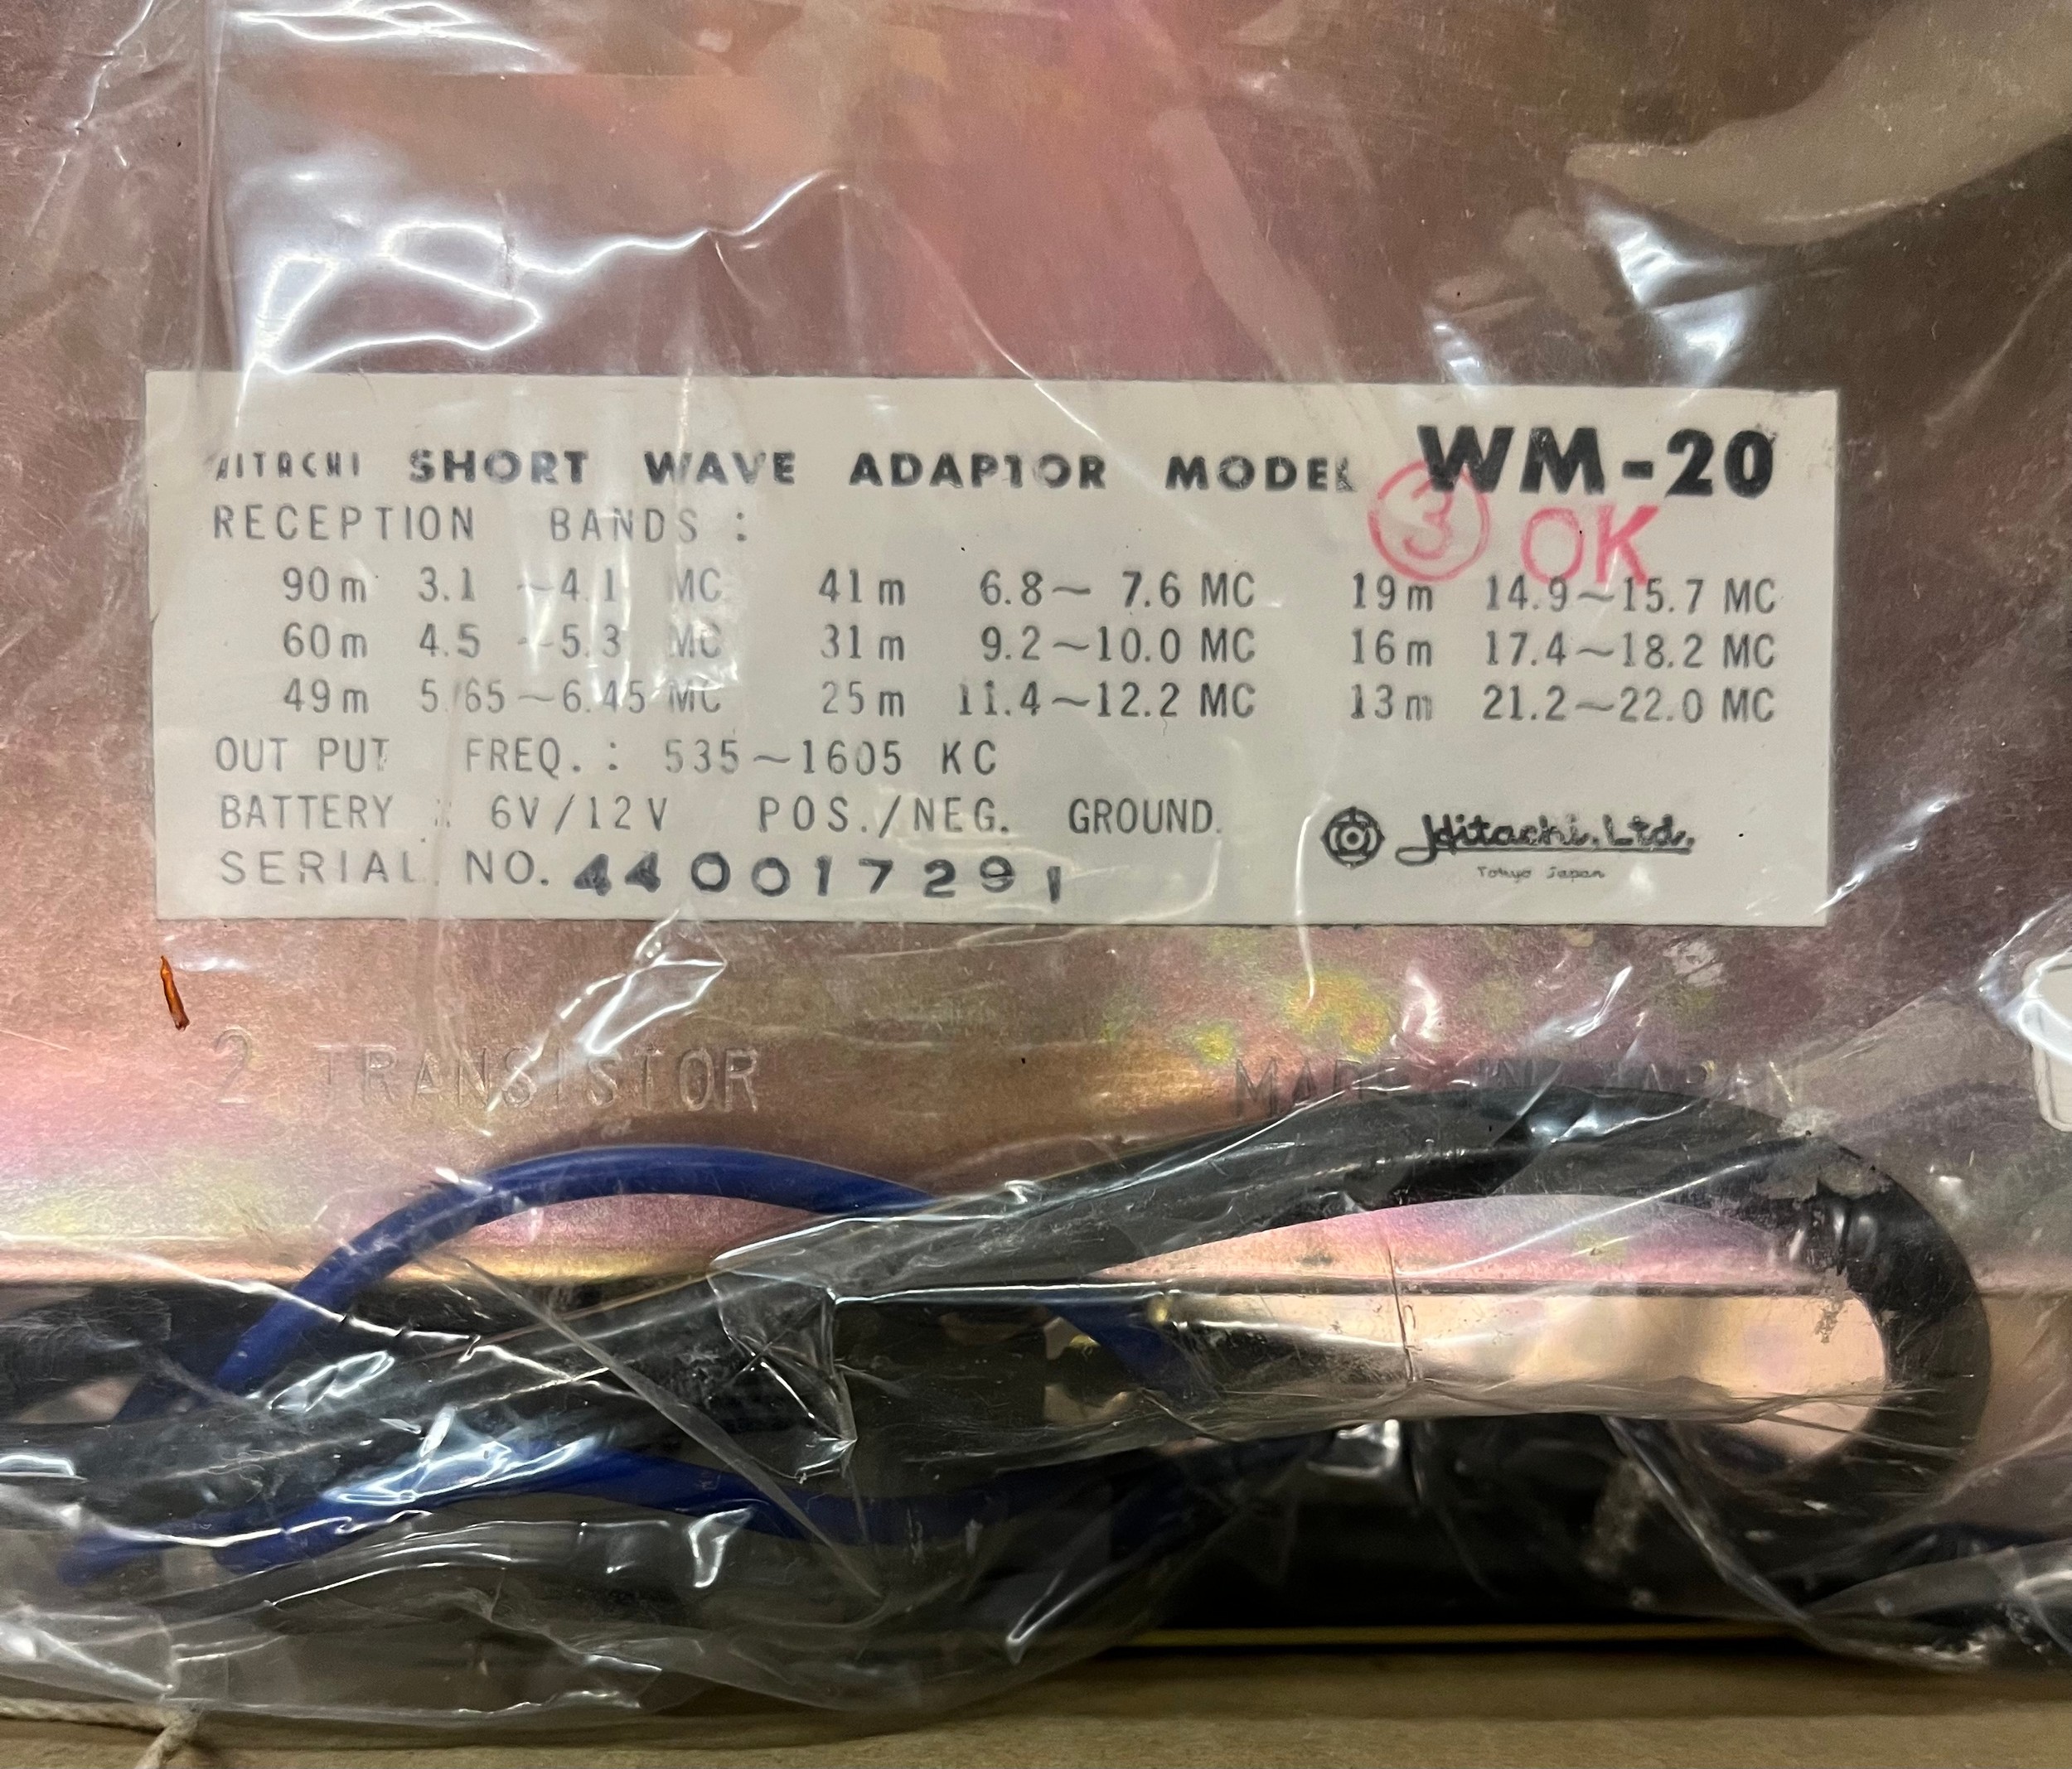 HITACHI SHORT WAVE ADAPTOR MODEL WM-20
③ OK
RECEPTION BANDS :
90m 3.1 ~4.1 MC 41m 6.8~ 7.6 MC 19m 14.9~15.7 MC
60m 4.5 ~5.3 MC 31m 9.2~10.0 MC 16m 17.4~18.2 MC
49m 5.65~6.45 MC 25m 11.4~12.2 MC 13m 21.2~22.0 MC
OUT PUT FREQ. : 535~1605 KC
BATTERY : 6V/12V POS./NEG. GROUND.
Hitachi, Ltd.
Tokyo Japan
SERIAL NO. 440017291
2 TRANSISTOR MADE IN JAPAN